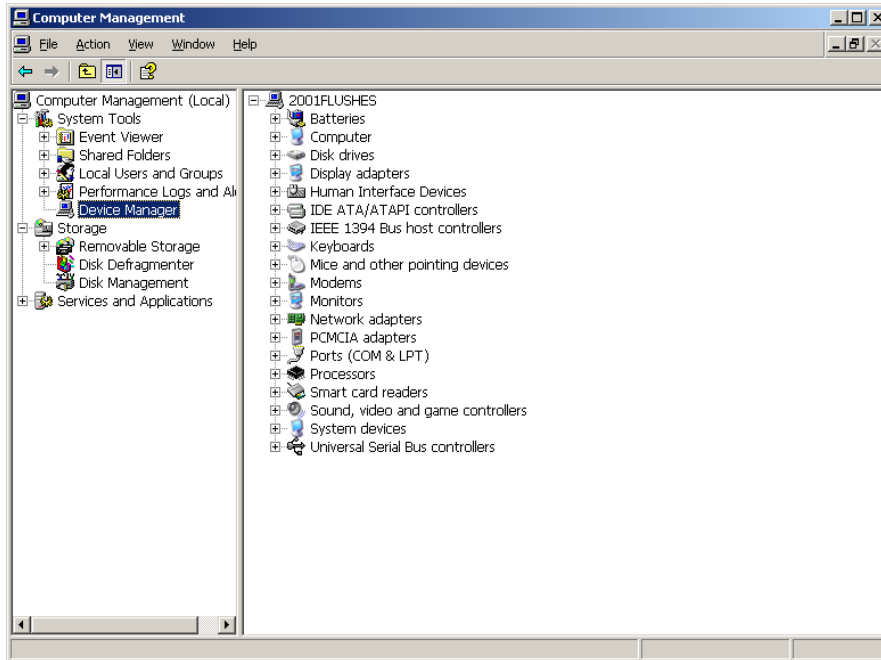 Computer Management
File Action View Window Help
Computer Management (Local)
System Tools
Event Viewer
Shared Folders
Local Users and Groups
Performance Logs and Al
Device Manager
Storage
Removable Storage
Disk Defragmenter
Disk Management
Services and Applications
2001FLUSHES
Batteries
Computer
Disk drives
Display adapters
Human Interface Devices
IDE ATA/ATAPI controllers
IEEE 1394 Bus host controllers
Keyboards
Mice and other pointing devices
Modems
Monitors
Network adapters
PCMCIA adapters
Ports (COM & LPT)
Processors
Smart card readers
Sound, video and game controllers
System devices
Universal Serial Bus controllers